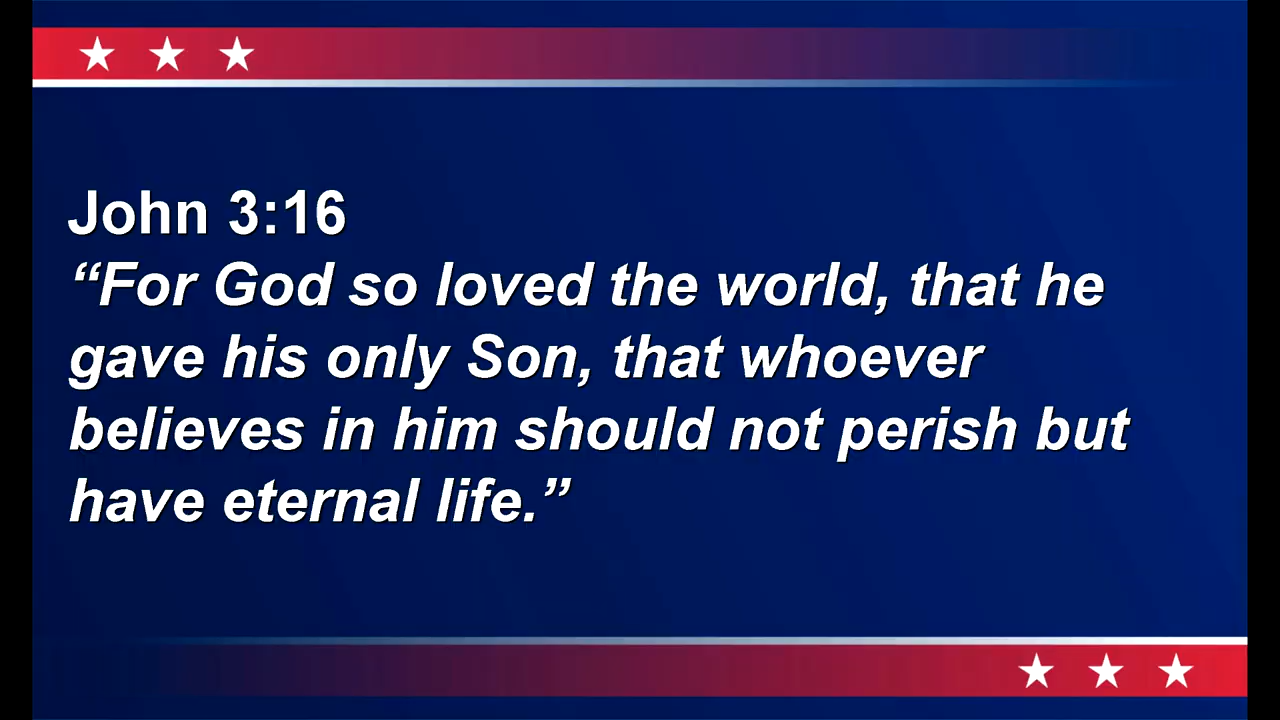 John 3:16
“For God so loved the world, that he
gave his only Son, that whoever
believes in him should not perish but
have eternal life.”